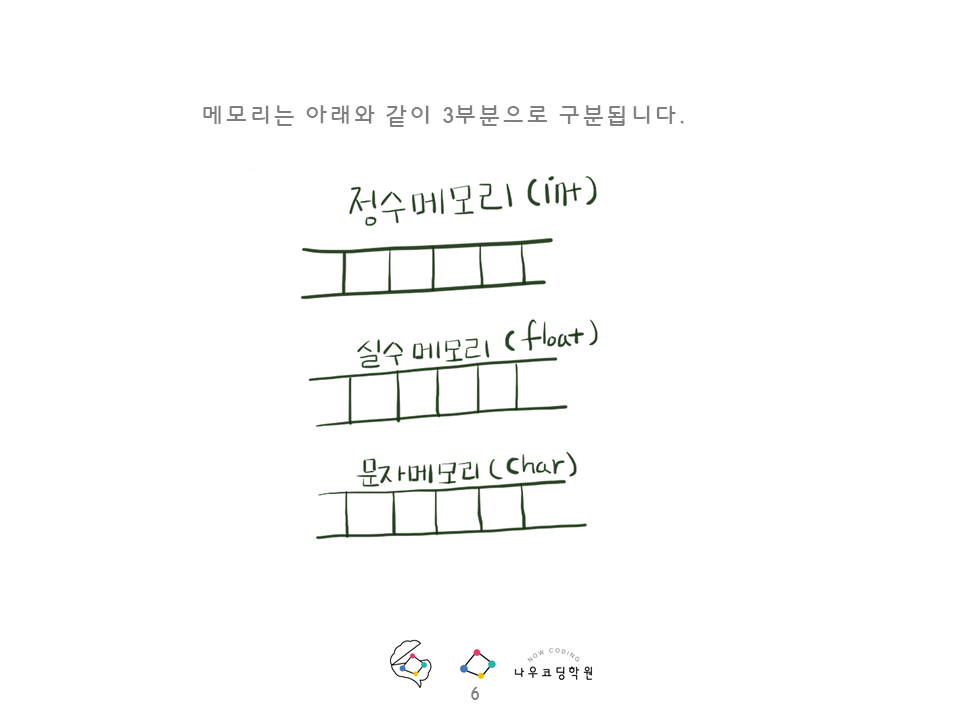 메모리는 아래와 같이 3부분으로 구분됩니다.
정수메모리(int)
실수메모리(float)
문자메모리(char)
NOW CODING
나우코딩학원
6